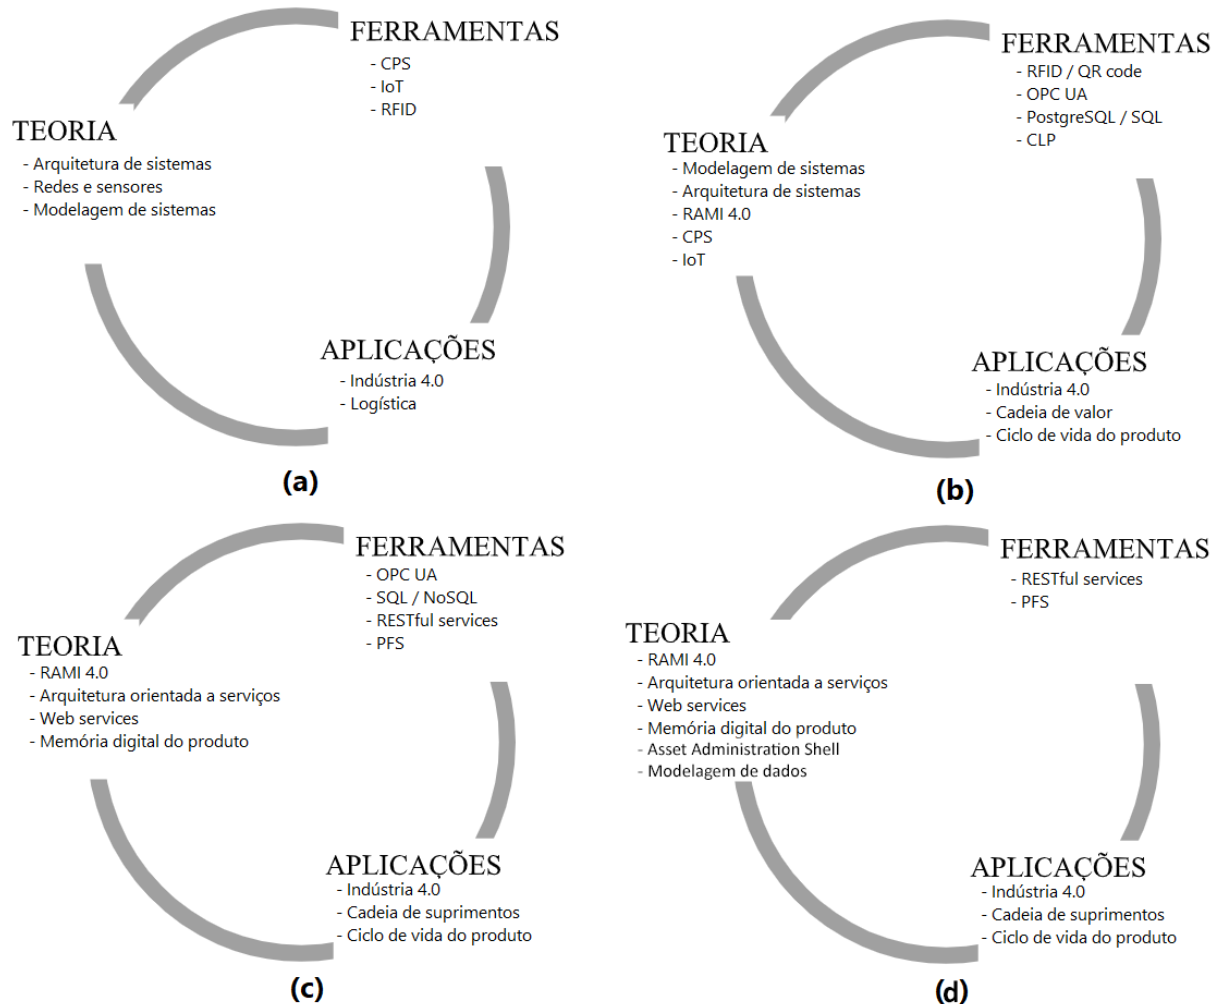 FERRAMENTAS
- CPS
- IoT
- RFID
TEORIA
- Arquitetura de sistemas
- Redes e sensores
- Modelagem de sistemas
APLICAÇÕES
- Indústria 4.0
- Logística
(a)
FERRAMENTAS
- RFID / QR code
- OPC UA
- PostgreSQL / SQL
- CLP
TEORIA
- Modelagem de sistemas
- Arquitetura de sistemas
- RAMI 4.0
- CPS
- IoT
APLICAÇÕES
- Indústria 4.0
- Cadeia de valor
- Ciclo de vida do produto
(b)
FERRAMENTAS
- OPC UA
- SQL / NoSQL
- RESTful services
- PFS
TEORIA
- RAMI 4.0
- Arquitetura orientada a serviços
- Web services
- Memória digital do produto
APLICAÇÕES
- Indústria 4.0
- Cadeia de suprimentos
- Ciclo de vida do produto
(c)
FERRAMENTAS
- RESTful services
- PFS
TEORIA
- RAMI 4.0
- Arquitetura orientada a serviços
- Web services
- Memória digital do produto
- Asset Administration Shell
- Modelagem de dados
APLICAÇÕES
- Indústria 4.0
- Cadeia de suprimentos
- Ciclo de vida do produto
(d)